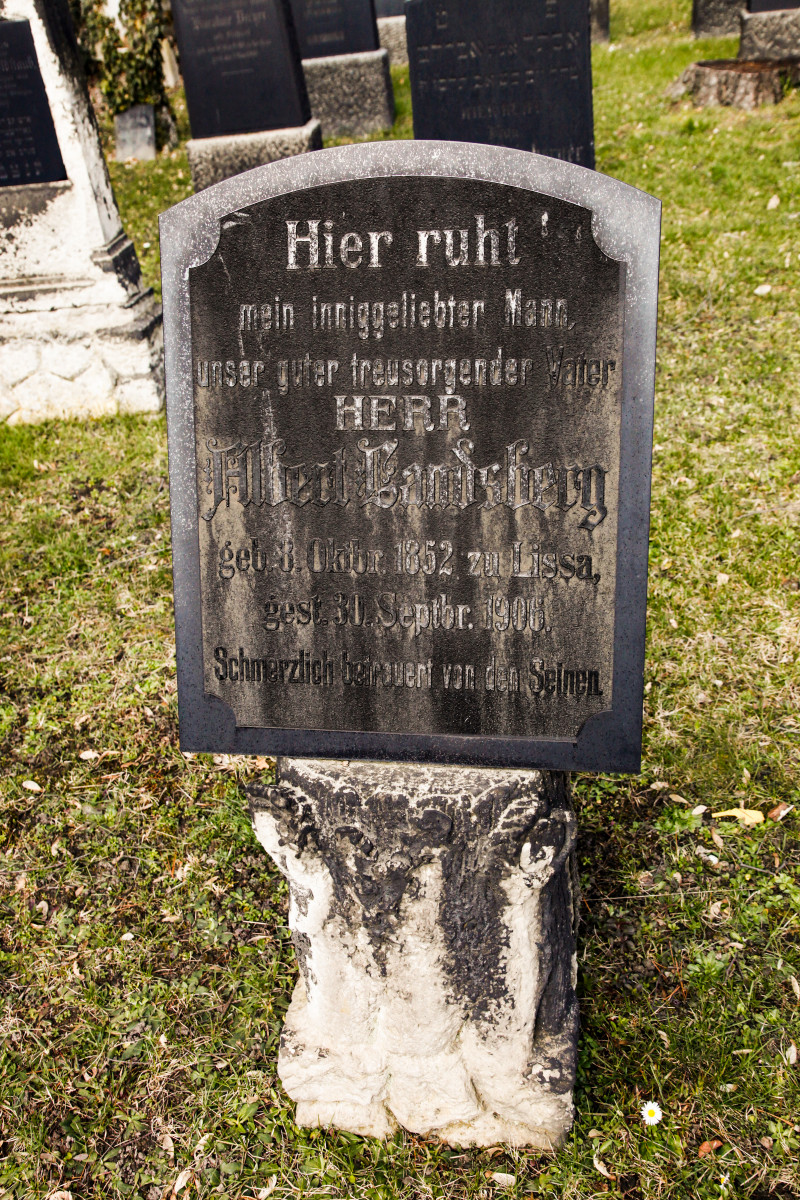 Hier ruht
mein inniggeliebter Mann,
unser guter treusorgender Vater
HERR
Albert Landsberg
geb. 8. Oktbr. 1852 zu Lissa,
gest. 30. Septbr. 1906.
Schmerzlich betrauert von den Seinen.